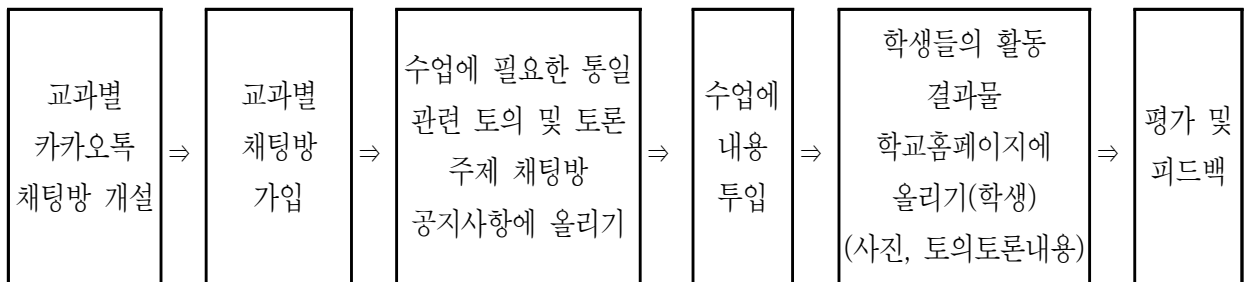 교과별
카카오톡
채팅방 개설
⇒
교과별
채팅방
가입
⇒
수업에 필요한 통일
관련 토의 및 토론
주제 채팅방
공지사항에 올리기
⇒
수업에
내용
투입
⇒
학생들의 활동
결과물
학교홈페이지에
올리기(학생)
(사진, 토의토론내용)
⇒
평가 및
피드백